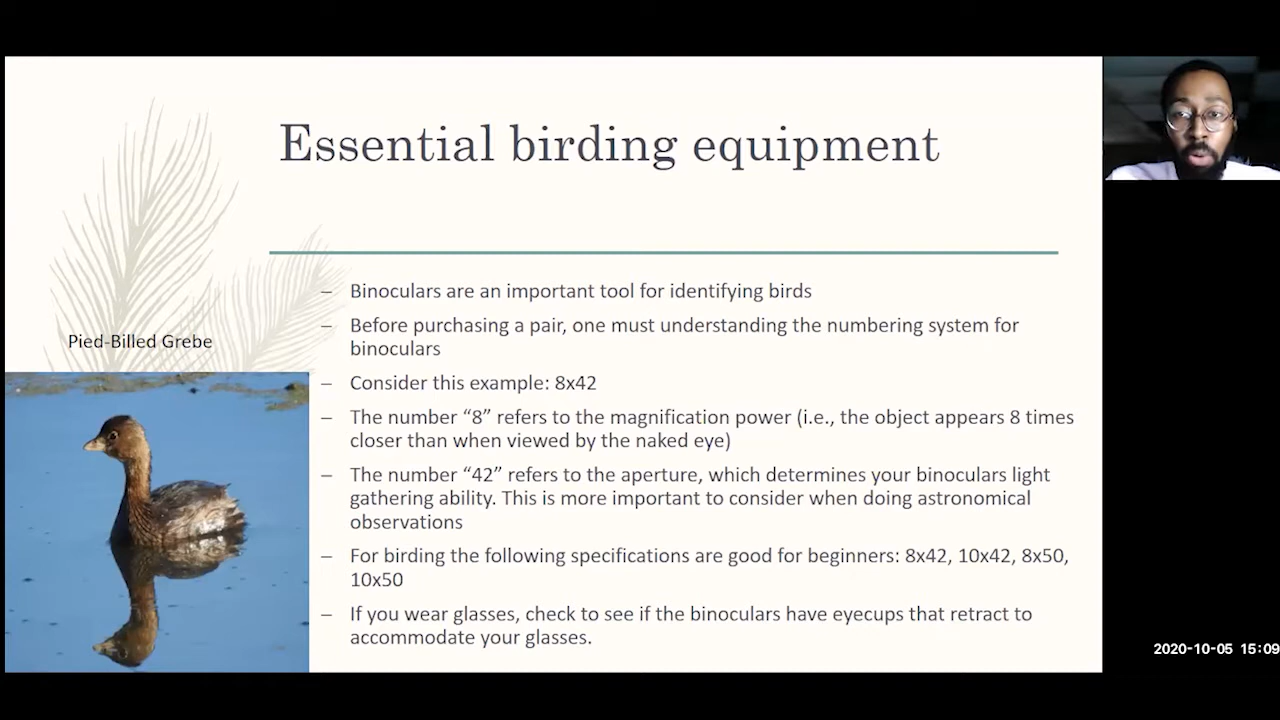 Essential birding equipment
– Binoculars are an important tool for identifying birds
– Before purchasing a pair, one must understanding the numbering system for
binoculars
– Consider this example: 8x42
– The number “8” refers to the magnification power (i.e., the object appears 8 times
closer than when viewed by the naked eye)
– The number “42” refers to the aperture, which determines your binoculars light
gathering ability. This is more important to consider when doing astronomical
observations
– For birding the following specifications are good for beginners: 8x42, 10x42, 8x50,
10x50
– If you wear glasses, check to see if the binoculars have eyecups that retract to
accommodate your glasses.
Pied-Billed Grebe
2020-10-05 15:09